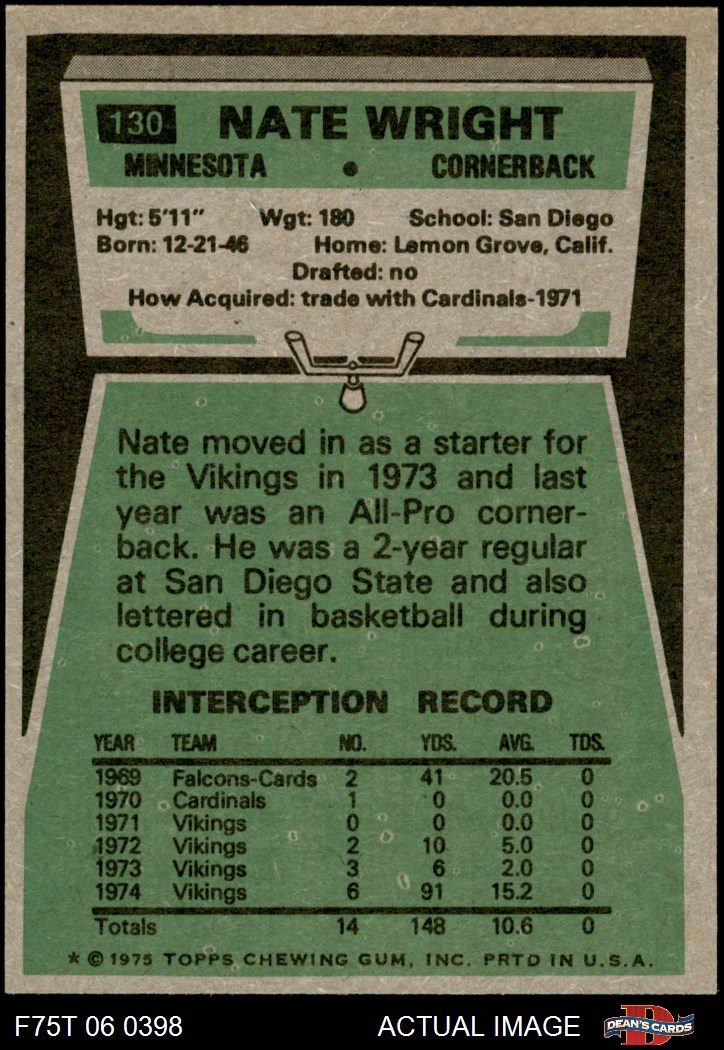 130 NATE WRIGHT
MINNESOTA • CORNERBACK
Hgt: 5'11" Wgt: 180 School: San Diego
Born: 12-21-46 Home: Lemon Grove, Calif.
Drafted: no
How Acquired: trade with Cardinals-1971
Nate moved in as a starter for
the Vikings in 1973 and last
year was an All-Pro corner-
back. He was a 2-year regular
at San Diego State and also
lettered in basketball during
college career.
INTERCEPTION RECORD
YEAR TEAM NO. YDS. AVG. TDS.
1969 Falcons-Cards 2 41 20.5 0
1970 Cardinals 1 0 0.0 0
1971 Vikings 0 0 0.0 0
1972 Vikings 2 10 5.0 0
1973 Vikings 3 6 2.0 0
1974 Vikings 6 91 15.2 0
Totals 14 148 10.6 0
* © 1975 TOPPS CHEWING GUM, INC. PRTD IN U.S.A.
F75T 06 0398 ACTUAL IMAGE DEAN'S CARDS